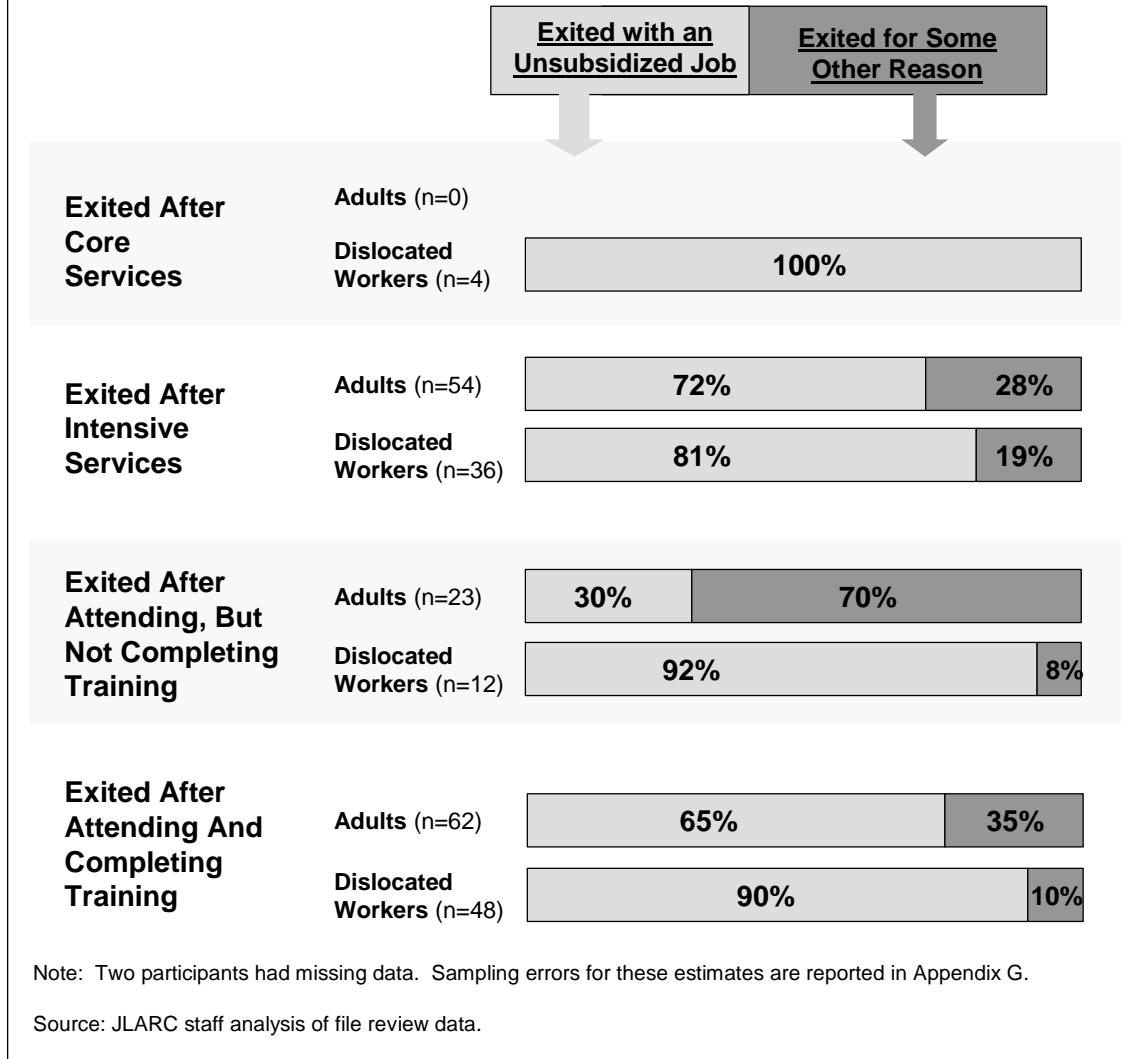 Exited with an
Unsubsidized Job
Exited for Some
Other Reason
Exited After
Core
Services
Adults (n=0)
Dislocated
Workers (n=4)
100%
Exited After
Intensive
Services
Adults (n=54)
72%
28%
Dislocated
Workers (n=36)
81%
19%
Exited After
Attending, But
Not Completing
Training
Adults (n=23)
30%
70%
Dislocated
Workers (n=12)
92%
8%
Exited After
Attending And
Completing
Training
Adults (n=62)
65%
35%
Dislocated
Workers (n=48)
90%
10%
Note: Two participants had missing data. Sampling errors for these estimates are reported in Appendix G.
Source: JLARC staff analysis of file review data.